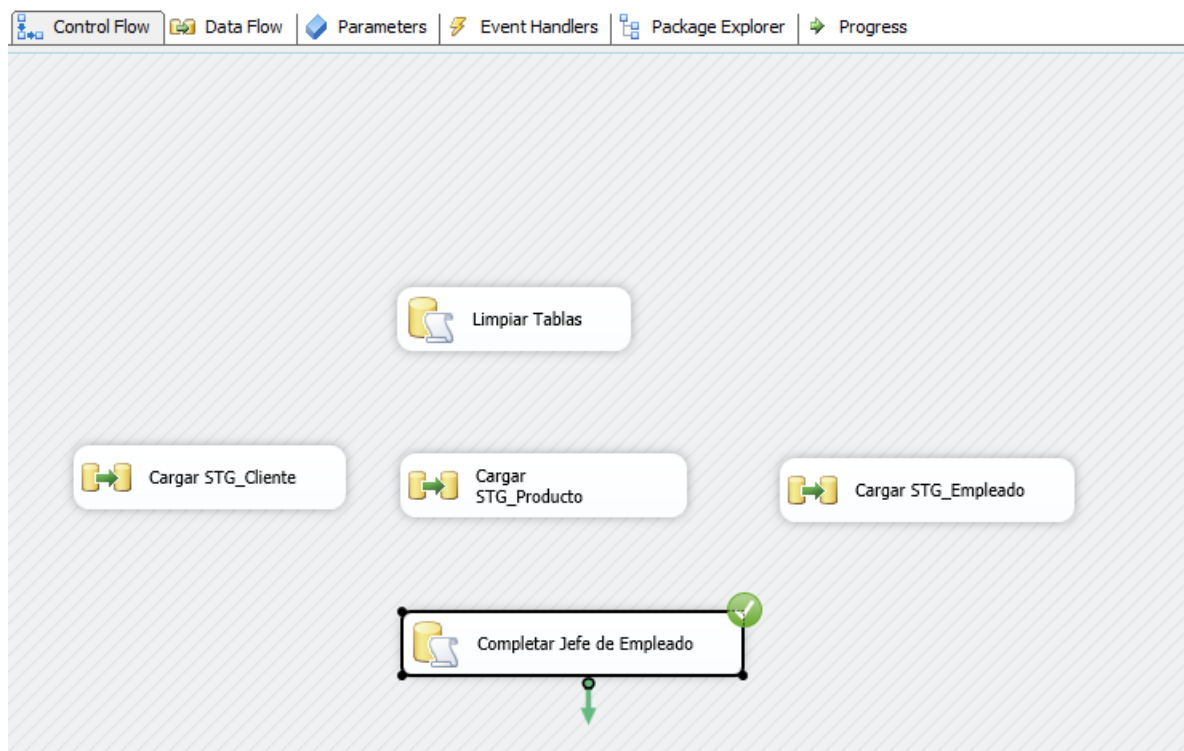 Control Flow Data Flow Parameters Event Handlers Package Explorer Progress
Limpiar Tablas
Cargar STG_Cliente
Cargar
STG_Producto
Cargar STG_Empleado
Completar Jefe de Empleado